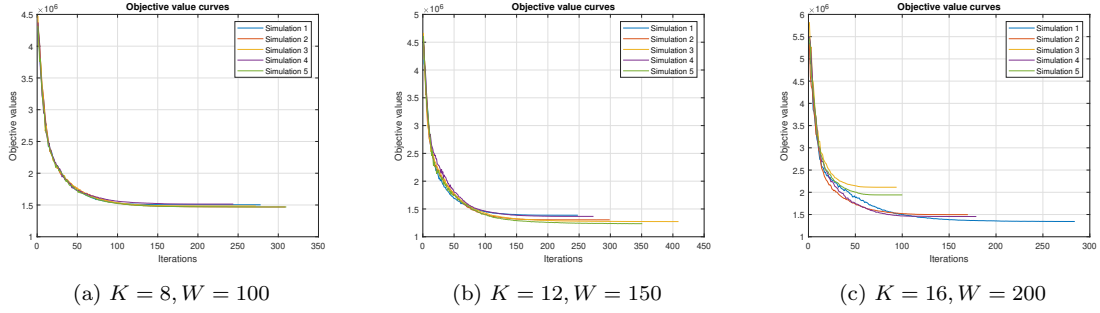 ×10⁶
Objective value curves
4.5
4
3.5
3
2.5
2
1.5
1
Objective values
0 50 100 150 200 250 300 350
Iterations
Simulation 1
Simulation 2
Simulation 3
Simulation 4
Simulation 5
(a) K = 8, W = 100
×10⁶
Objective value curves
5
4.5
4
3.5
3
2.5
2
1.5
1
Objective values
0 50 100 150 200 250 300 350 400 450
Iterations
Simulation 1
Simulation 2
Simulation 3
Simulation 4
Simulation 5
(b) K = 12, W = 150
×10⁶
Objective value curves
6
5.5
5
4.5
4
3.5
3
2.5
2
1.5
1
Objective values
0 50 100 150 200 250 300
Iterations
Simulation 1
Simulation 2
Simulation 3
Simulation 4
Simulation 5
(c) K = 16, W = 200